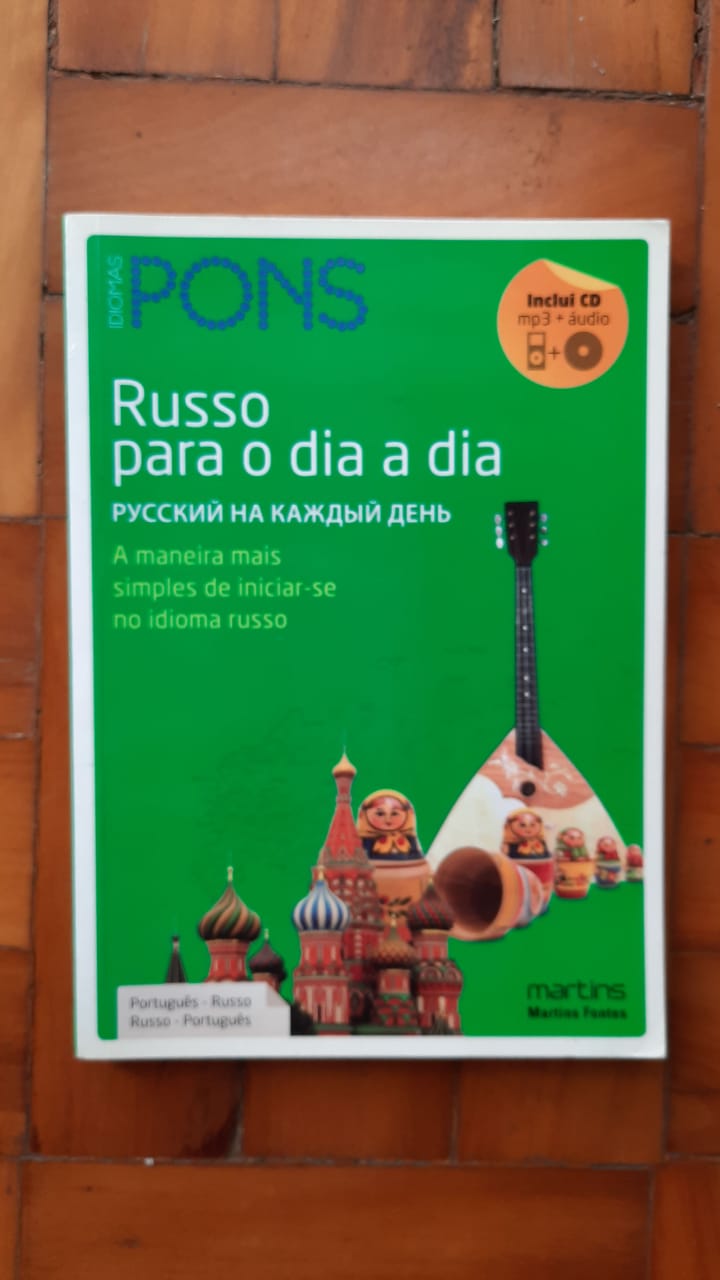 IDIOMAS
PONS
Inclui CD
mp3 + áudio
+
Russo
para o dia a dia
РУССКИЙ НА КАЖДЫЙ ДЕНЬ
A maneira mais
simples de iniciar-se
no idioma russo
Português - Russo
Russo - Português
martins
Martins Fontes